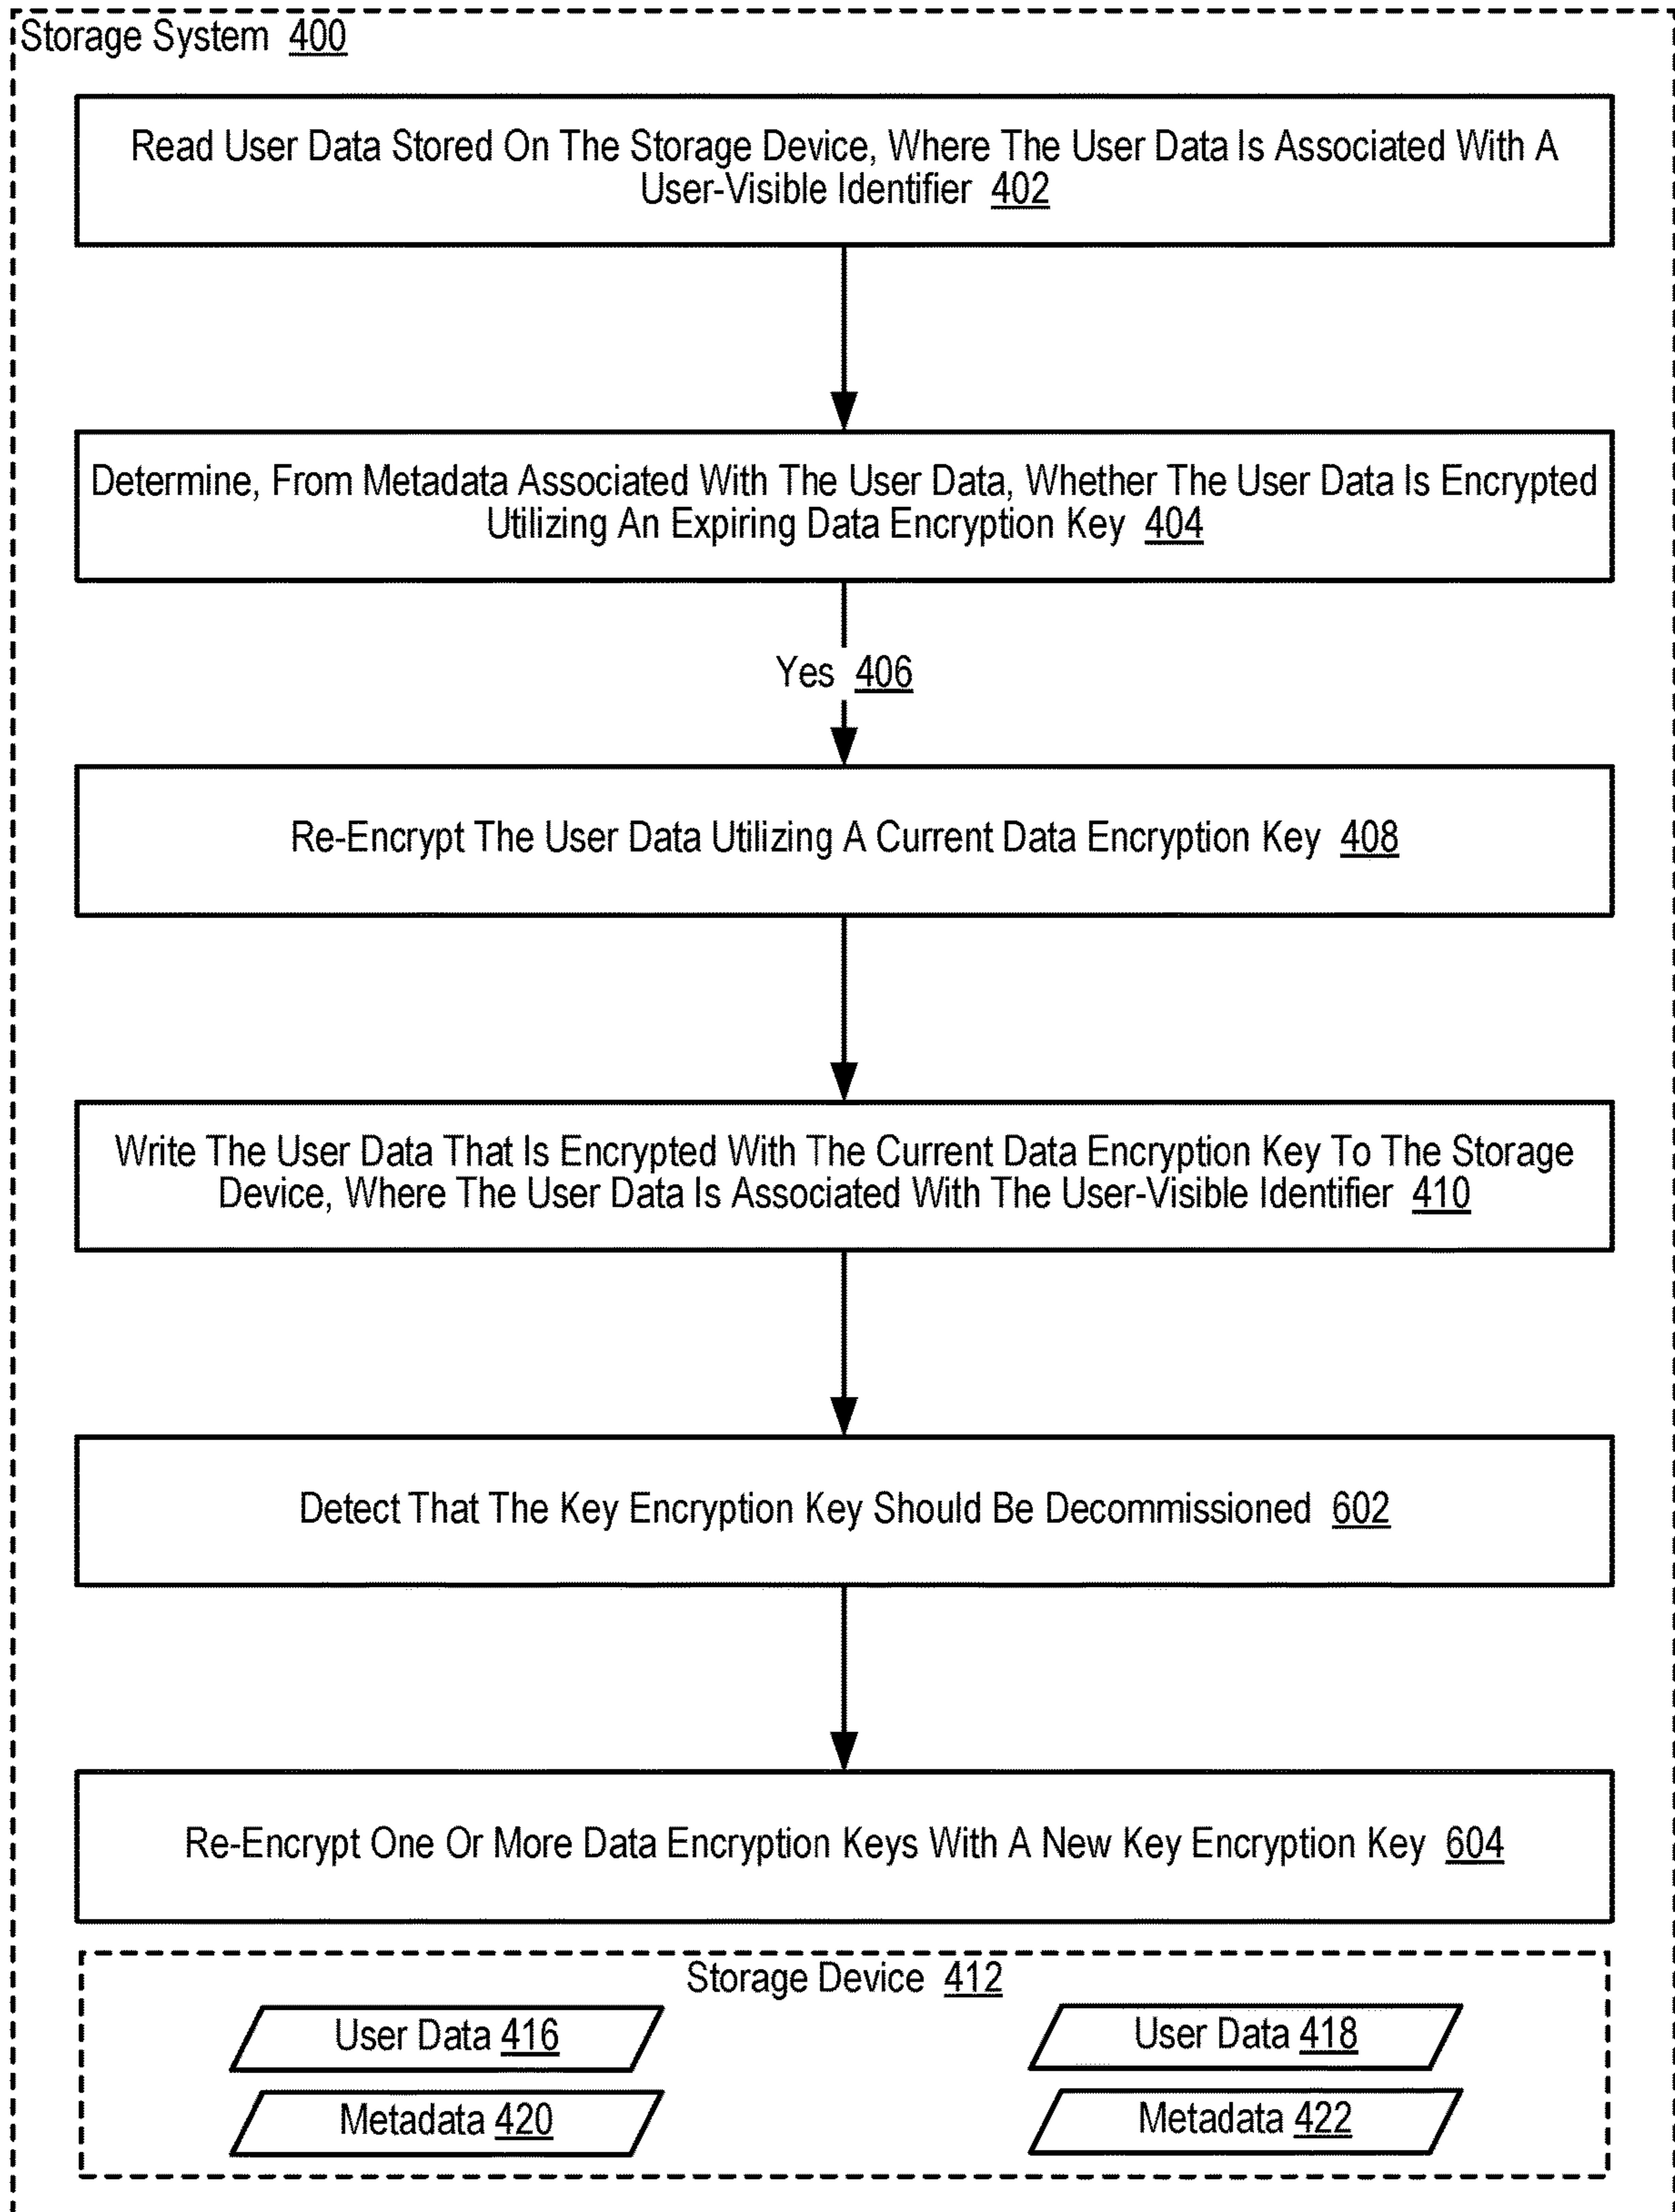 Storage System 400
Read User Data Stored On The Storage Device, Where The User Data Is Associated With A
User-Visible Identifier 402
Determine, From Metadata Associated With The User Data, Whether The User Data Is Encrypted
Utilizing An Expiring Data Encryption Key 404
Yes 406
Re-Encrypt The User Data Utilizing A Current Data Encryption Key 408
Write The User Data That Is Encrypted With The Current Data Encryption Key To The Storage
Device, Where The User Data Is Associated With The User-Visible Identifier 410
Detect That The Key Encryption Key Should Be Decommissioned 602
Re-Encrypt One Or More Data Encryption Keys With A New Key Encryption Key 604
Storage Device 412
User Data 416
User Data 418
Metadata 420
Metadata 422